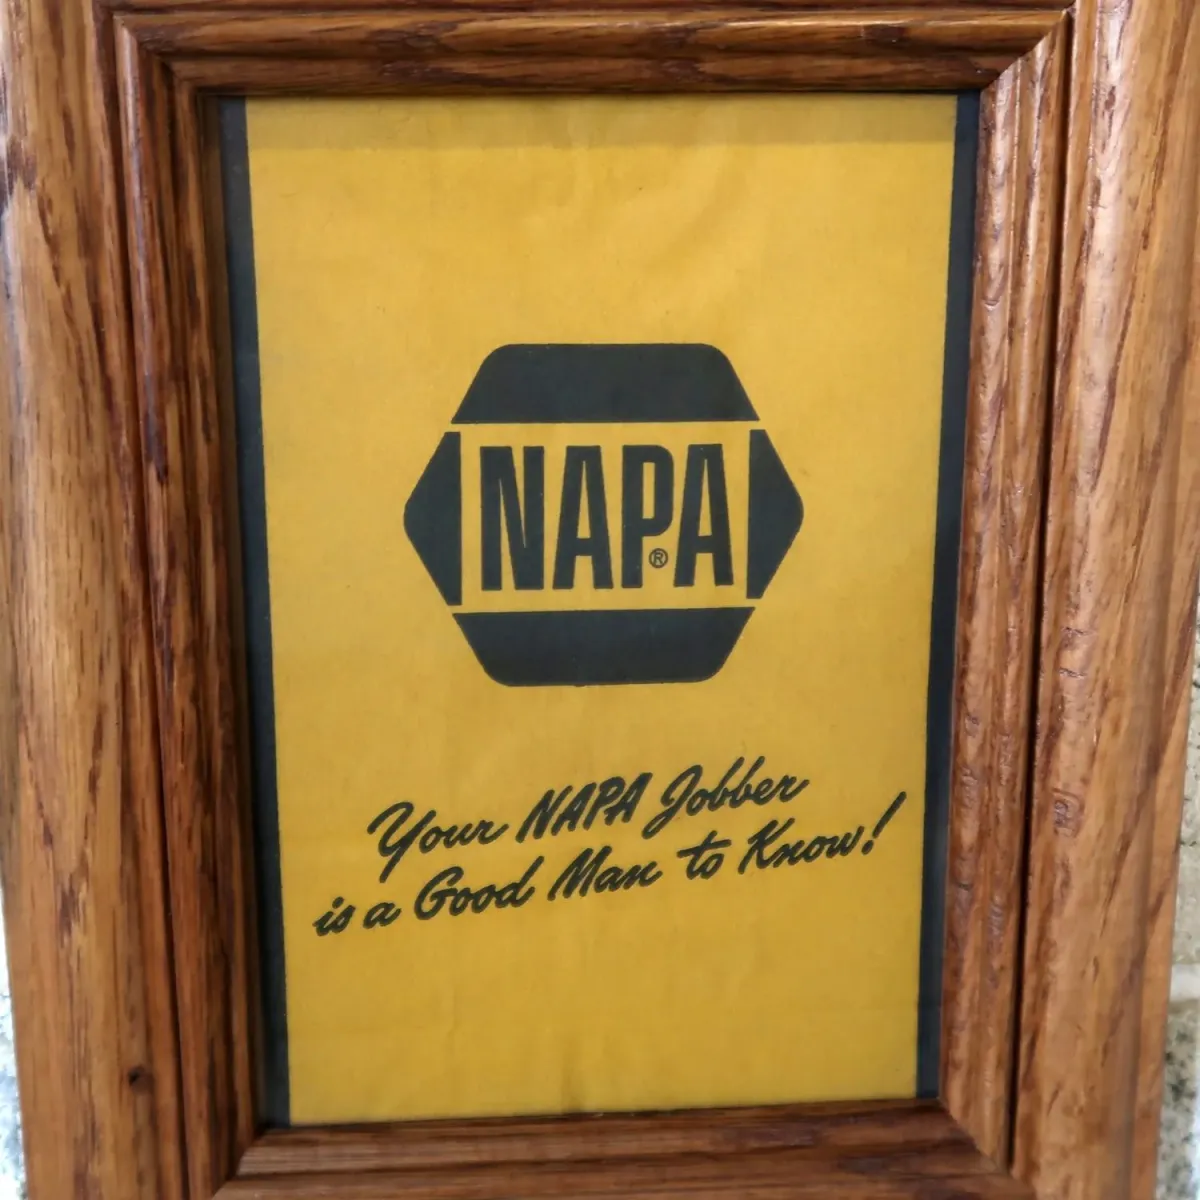 NAPA®
Your NAPA Jobber
is a Good Man to Know!